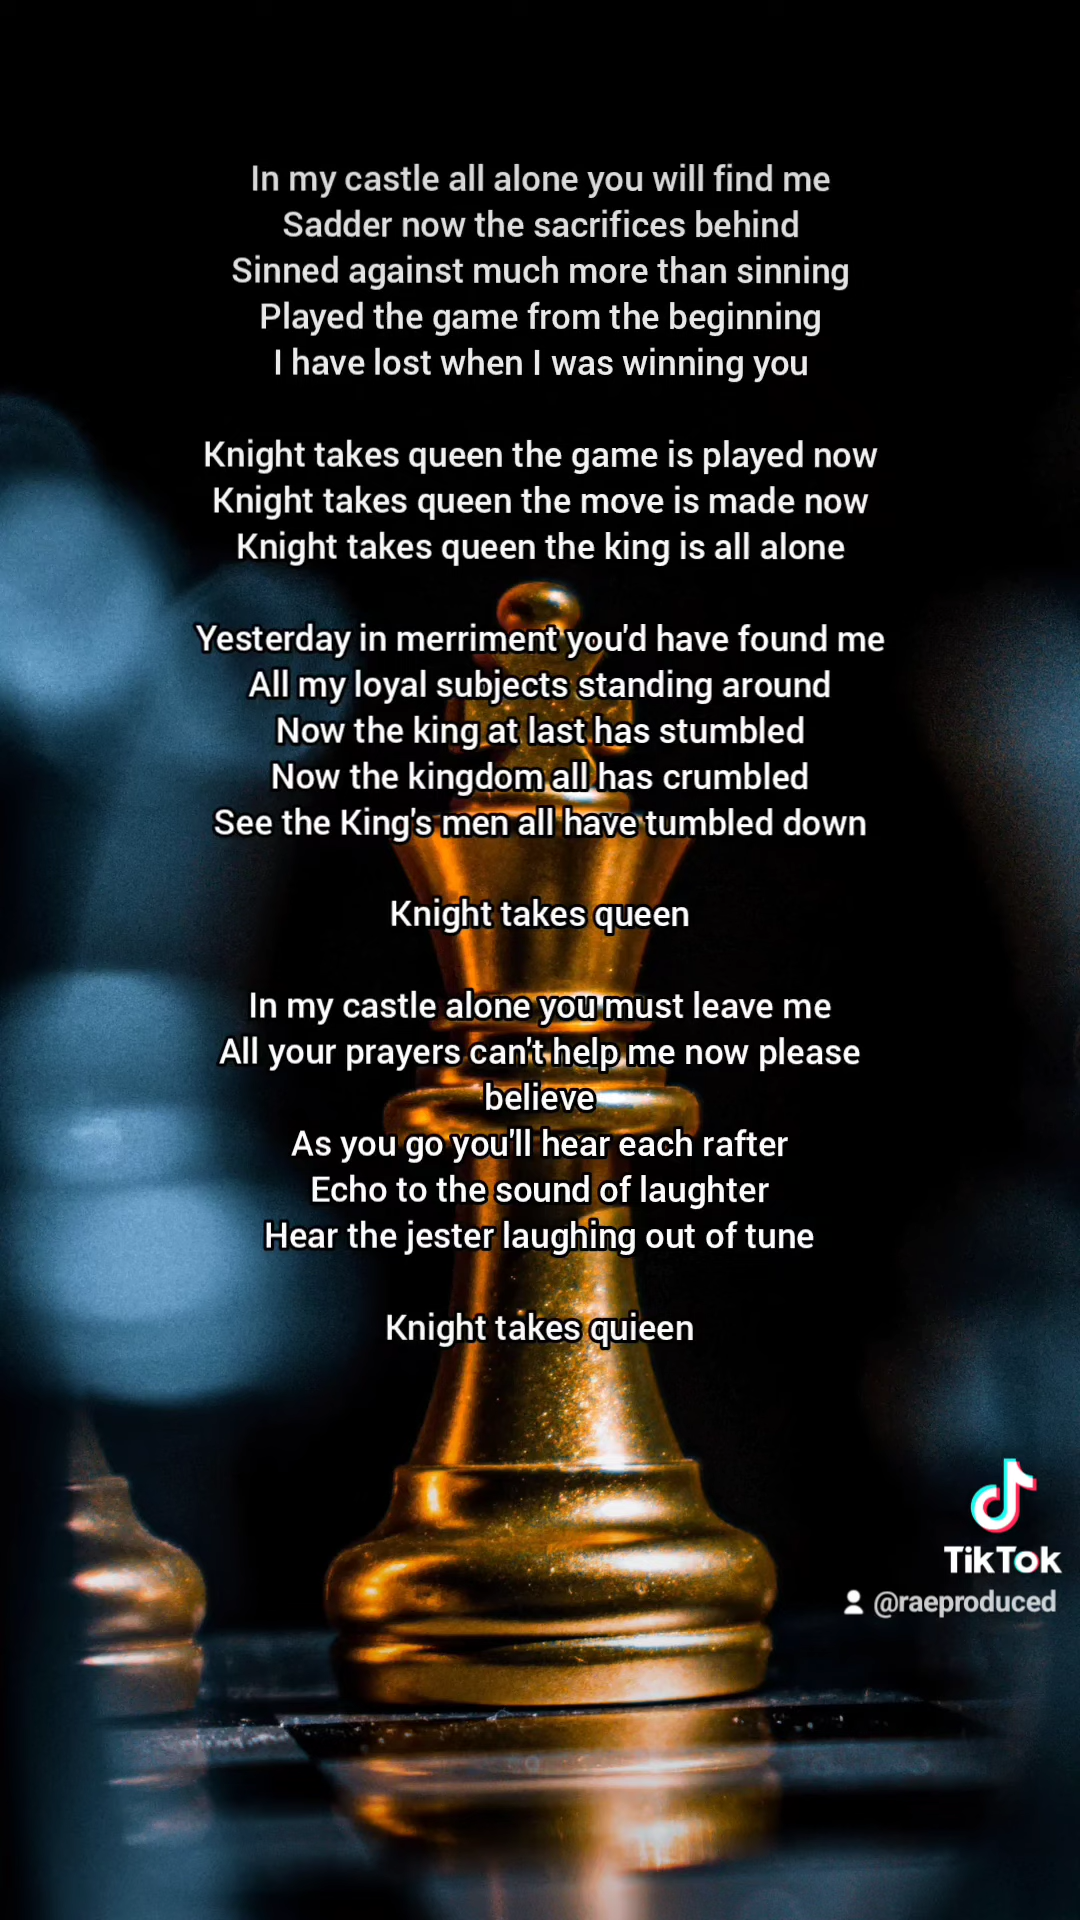 In my castle all alone you will find me
Sadder now the sacrifices behind
Sinned against much more than sinning
Played the game from the beginning
I have lost when I was winning you

Knight takes queen the game is played now
Knight takes queen the move is made now
Knight takes queen the king is all alone

Yesterday in merriment you'd have found me
All my loyal subjects standing around
Now the king at last has stumbled
Now the kingdom all has crumbled
See the King's men all have tumbled down

Knight takes queen

In my castle alone you must leave me
All your prayers can't help me now please
believe
As you go you'll hear each rafter
Echo to the sound of laughter
Hear the jester laughing out of tune

Knight takes quieen

TikTok
@raeproduced